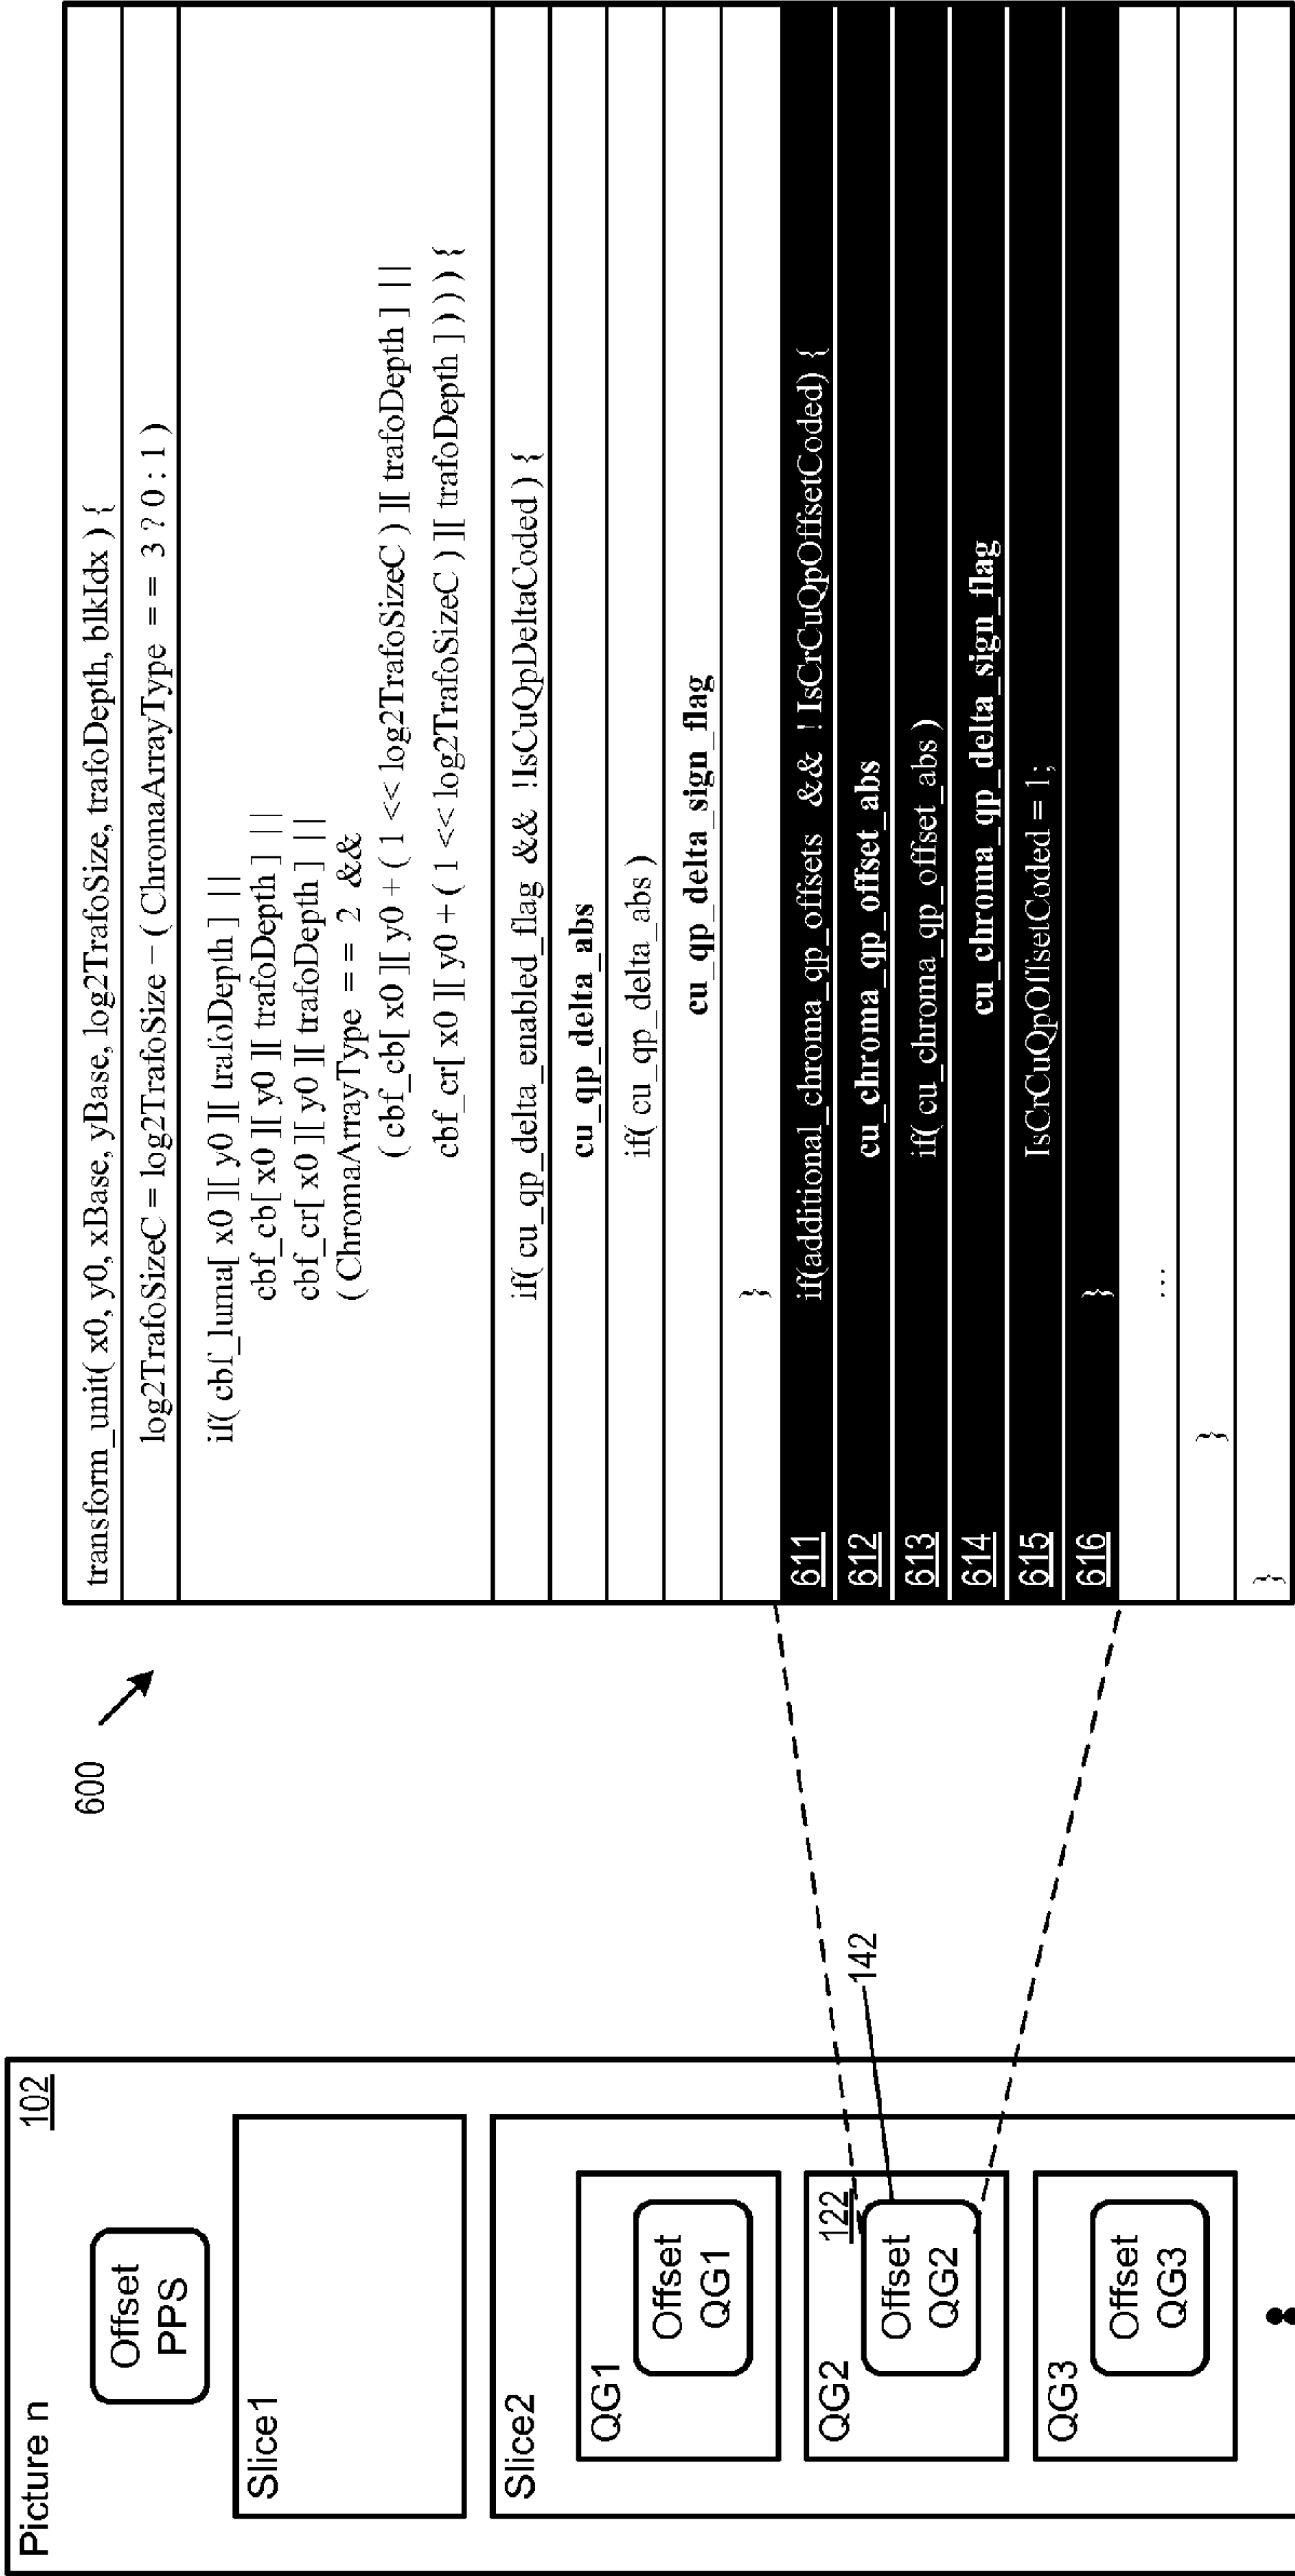 Picture n
102
Offset
PPS
Slice1
Slice2
QG1
Offset
QG1
QG2
122
Offset
QG2
142
QG3
Offset
QG3
600
transform_unit( x0, y0, xBase, yBase, log2TrafoSize, trafoDepth, blkIdx ) {
log2TrafoSizeC = log2TrafoSize − ( ChromaArrayType = = 3 ? 0 : 1 )
if( cbf_luma[ x0 ][ y0 ][ trafoDepth ] | |
cbf_cb[ x0 ][ y0 ][ trafoDepth ] | |
cbf_cr[ x0 ][ y0 ][ trafoDepth ] | |
( ChromaArrayType = = 2 &&
( cbf_cb[ x0 ][ y0 + ( 1 << log2TrafoSizeC ) ][ trafoDepth ] | |
cbf_cr[ x0 ][ y0 + ( 1 << log2TrafoSizeC ) ][ trafoDepth ] ) ) ) {
if( cu_qp_delta_enabled_flag && !IsCuQpDeltaCoded ) {
cu_qp_delta_abs
if( cu_qp_delta_abs )
cu_qp_delta_sign_flag
}
611 if(additional_chroma_qp_offsets && ! IsCrCuQpOffsetCoded) {
612 cu_chroma_qp_offset_abs
613 if( cu_chroma_qp_offset_abs )
614 cu_chroma_qp_delta_sign_flag
615 IsCrCuQpOffsetCoded = 1;
616 }
…
}
}